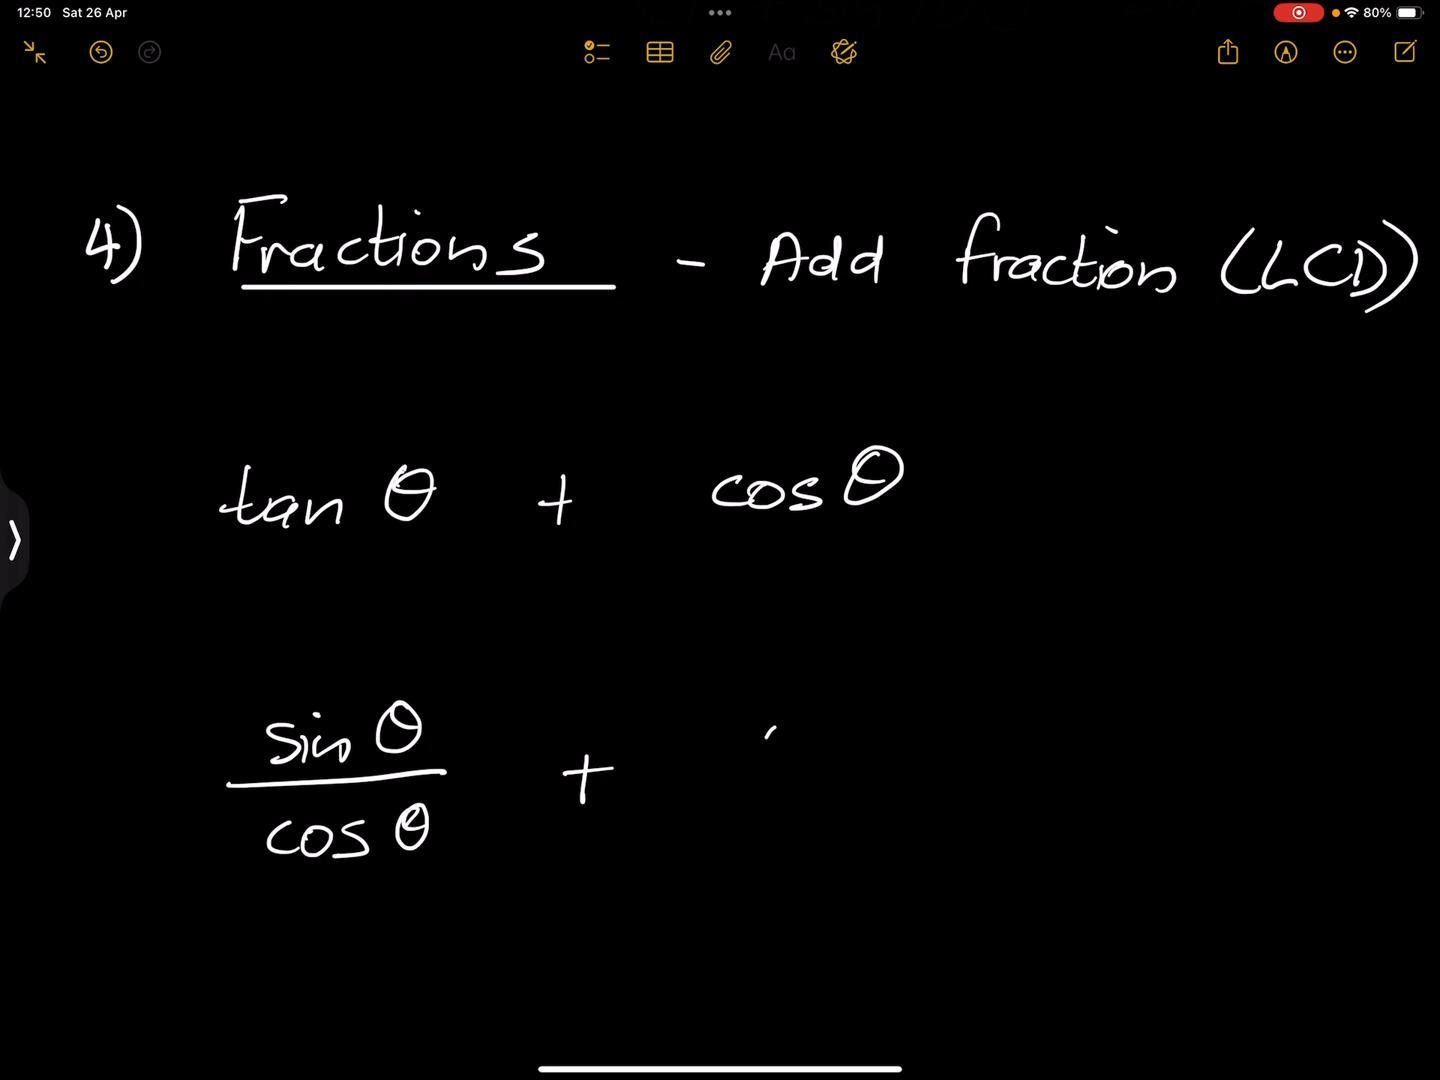 12:50 Sat 26 Apr
80%
Aa
4) Fractions - Add fraction (LCD)
tan θ + cos θ
sin θ
+
cos θ